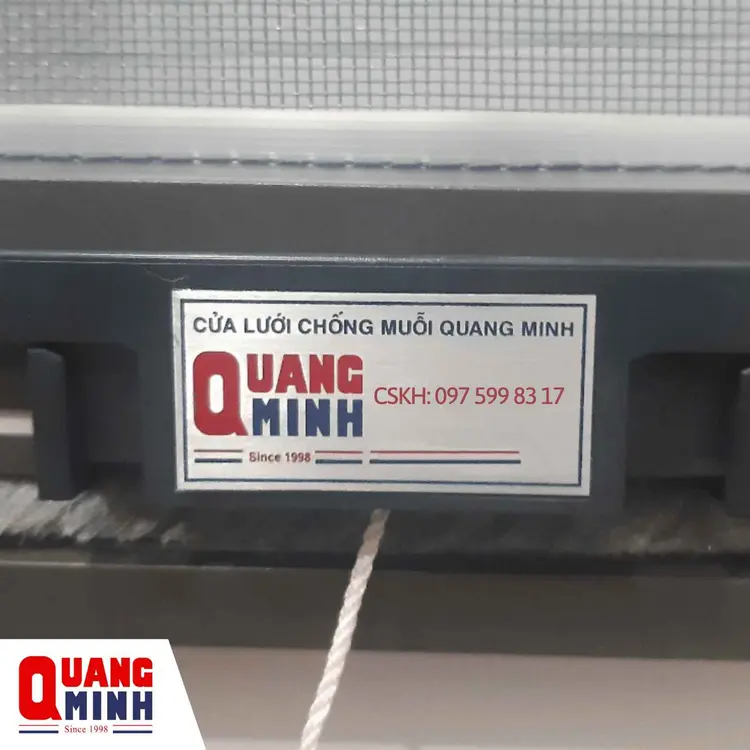 CỬA LƯỚI CHỐNG MUỖI QUANG MINH
QUANG
MINH
Since 1998
CSKH: 097 599 83 17
QUANG
MINH
Since 1998